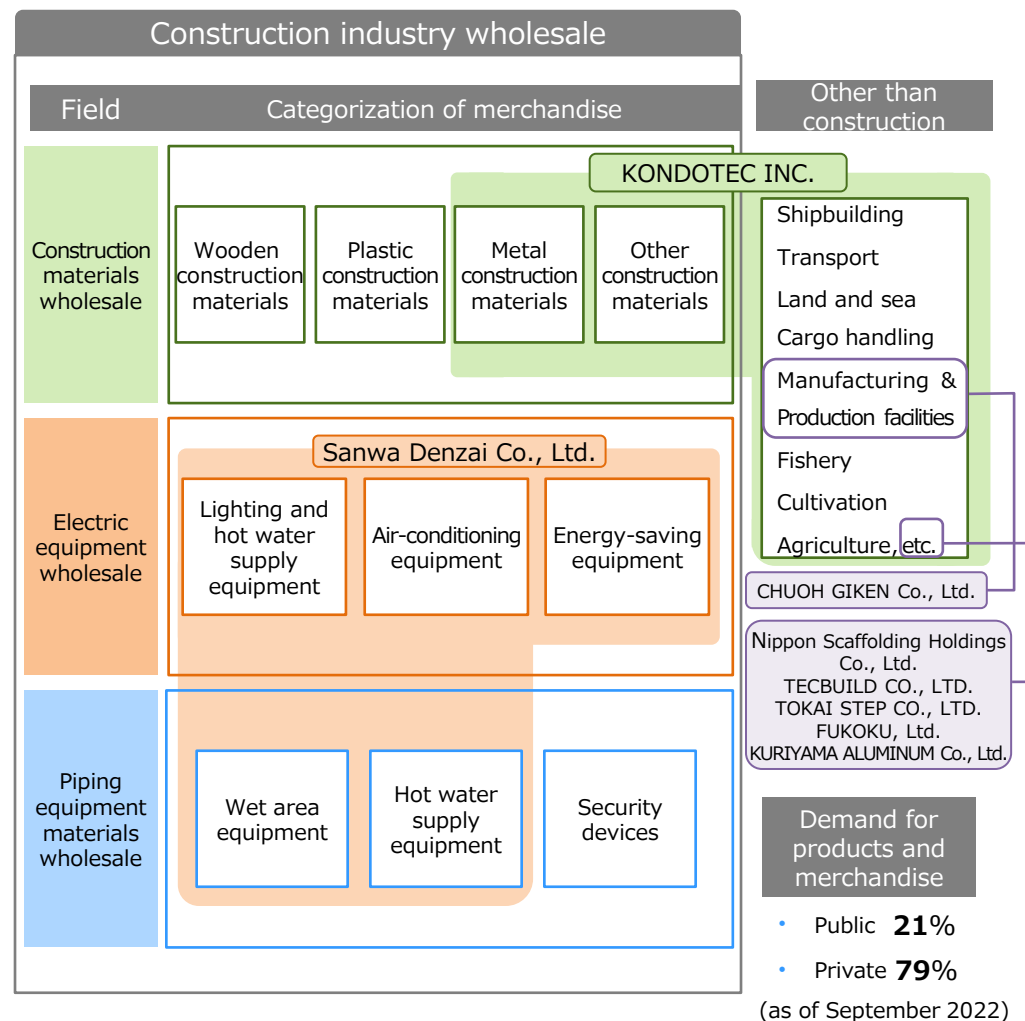 Construction industry wholesale
Field
Categorization of merchandise
Other than
construction
KONDOTEC INC.
Construction
materials
wholesale
Wooden
construction
materials
Plastic
construction
materials
Metal
construction
materials
Other
construction
materials
Shipbuilding
Transport
Land and sea
Cargo handling
Manufacturing &
Production facilities
Fishery
Cultivation
Agriculture, etc.
Sanwa Denzai Co., Ltd.
Electric
equipment
wholesale
Lighting and
hot water
supply
equipment
Air-conditioning
equipment
Energy-saving
equipment
CHUOH GIKEN Co., Ltd.
Nippon Scaffolding Holdings
Co., Ltd.
TECBUILD CO., LTD.
TOKAI STEP CO., LTD.
FUKOKU, Ltd.
KURIYAMA ALUMINUM Co., Ltd.
Piping
equipment
materials
wholesale
Wet area
equipment
Hot water
supply
equipment
Security
devices
Demand for
products and
merchandise
• Public 21%
• Private 79%
(as of September 2022)